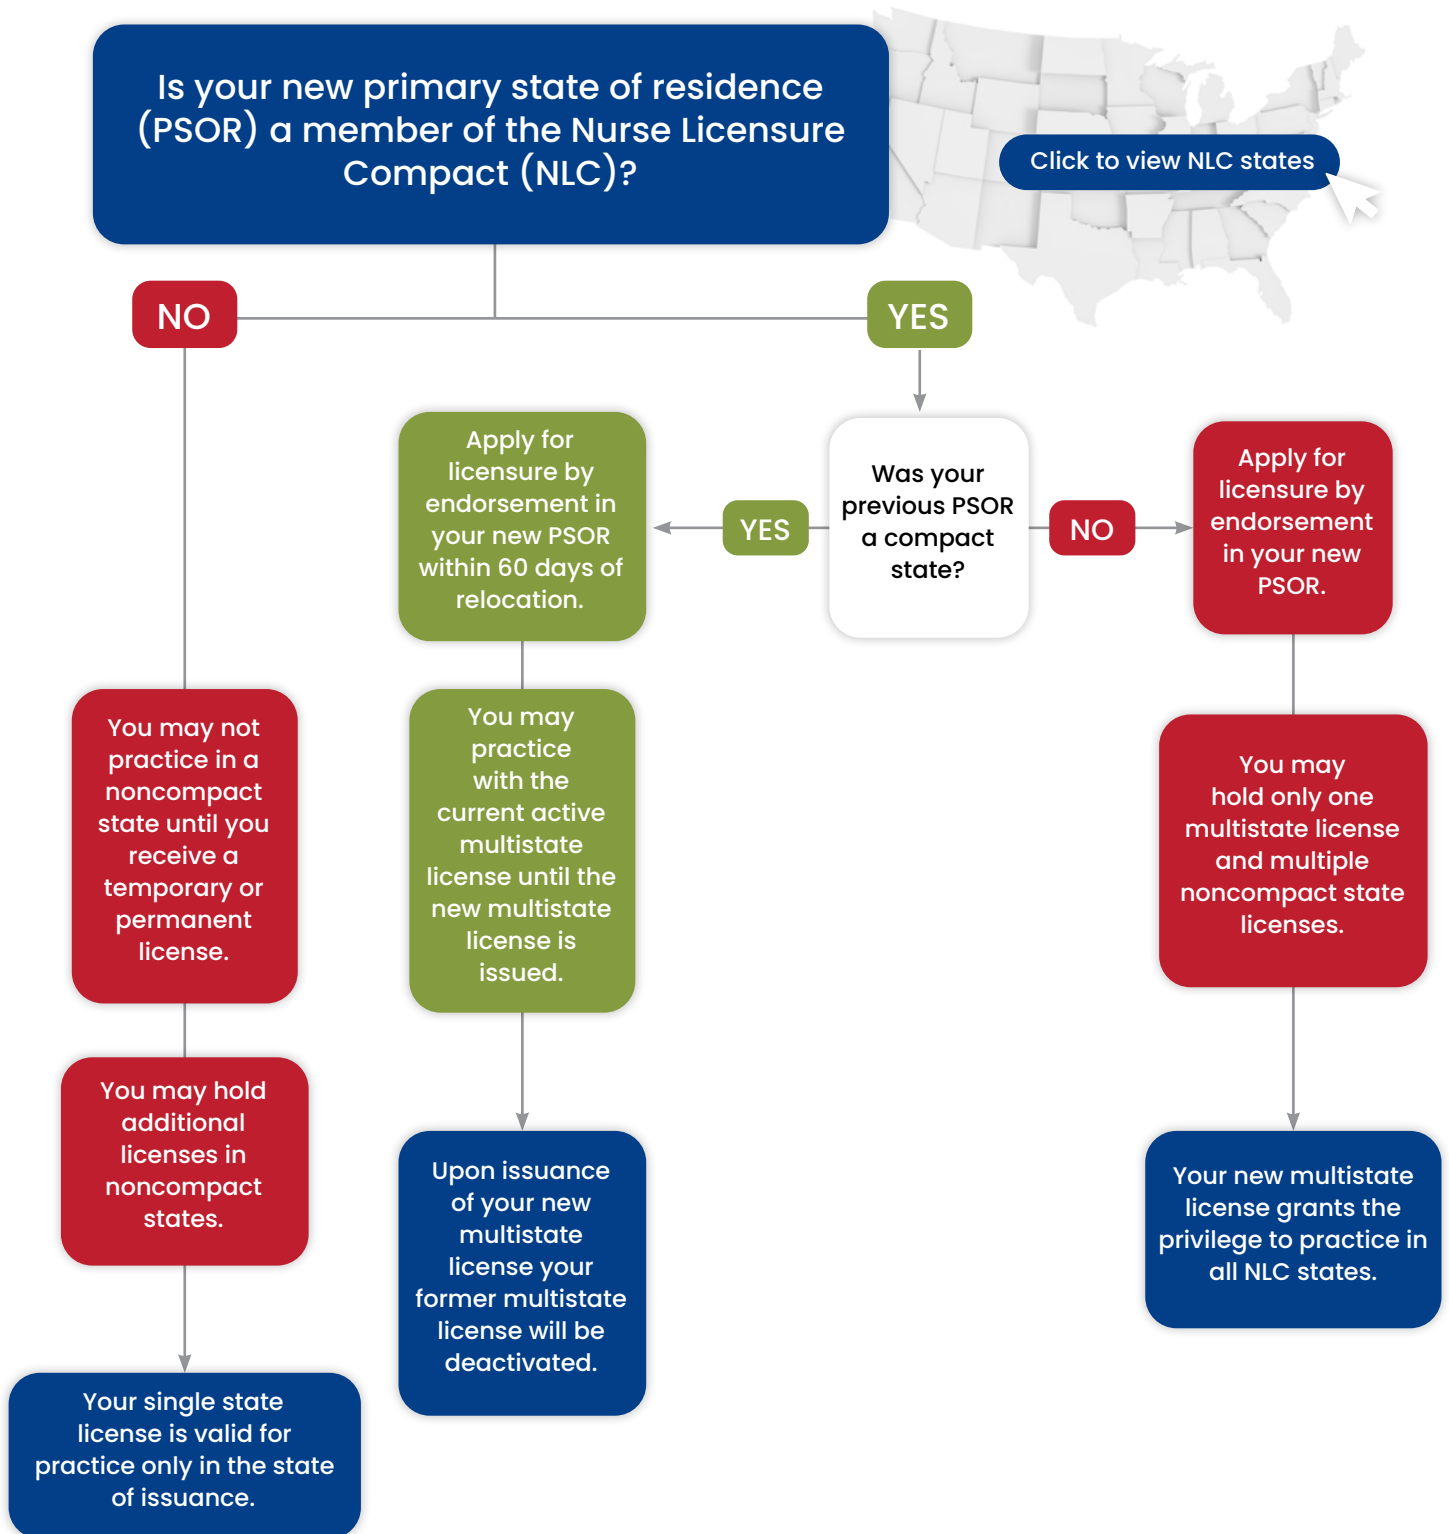 Is your new primary state of residence
(PSOR) a member of the Nurse Licensure
Compact (NLC)?
Click to view NLC states
NO
YES
Apply for
licensure by
endorsement in
your new PSOR
within 60 days of
relocation.
YES
Was your
previous PSOR
a compact
state?
NO
Apply for
licensure by
endorsement
in your new
PSOR.
You may not
practice in a
noncompact
state until you
receive a
temporary or
permanent
license.
You may
practice
with the
current active
multistate
license until the
new multistate
license is
issued.
You may
hold only one
multistate license
and multiple
noncompact state
licenses.
You may hold
additional
licenses in
noncompact
states.
Upon issuance
of your new
multistate
license your
former multistate
license will be
deactivated.
Your new multistate
license grants the
privilege to practice in
all NLC states.
Your single state
license is valid for
practice only in the state
of issuance.